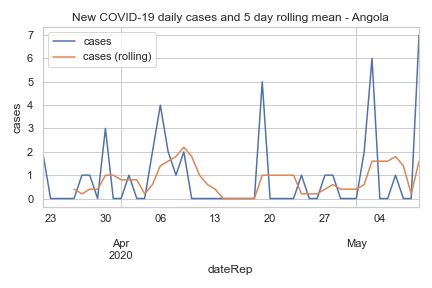 New COVID-19 daily cases and 5 day rolling mean - Angola
cases
cases (rolling)
cases
7
6
5
4
3
2
1
0
23 30 06 13 20 27 04
Apr May
2020
dateRep